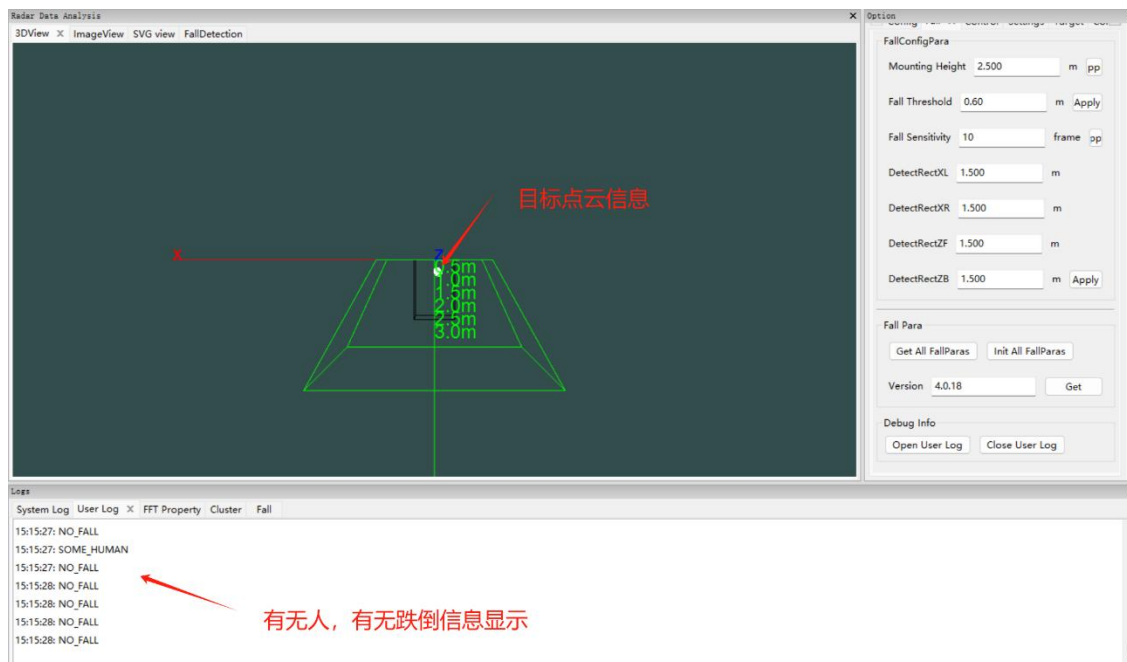 Radar Data Analysis
3DView ImageView SVG view FallDetection
目标点云信息
X
Z
0.5m
1.0m
1.5m
2.0m
2.5m
3.0m
Option
FallConfigPara
Mounting Height 2.500 m pp
Fall Threshold 0.60 m Apply
Fall Sensitivity 10 frame pp
DetectRectXL 1.500 m
DetectRectXR 1.500 m
DetectRectZF 1.500 m
DetectRectZB 1.500 m Apply
Fall Para
Get All FallParas Init All FallParas
Version 4.0.18 Get
Debug Info
Open User Log Close User Log
Logs
System Log User Log FFT Property Cluster Fall
15:15:27: NO_FALL
15:15:27: SOME_HUMAN
15:15:27: NO_FALL
15:15:28: NO_FALL
15:15:28: NO_FALL
15:15:28: NO_FALL
15:15:28: NO_FALL
有无人，有无跌倒信息显示